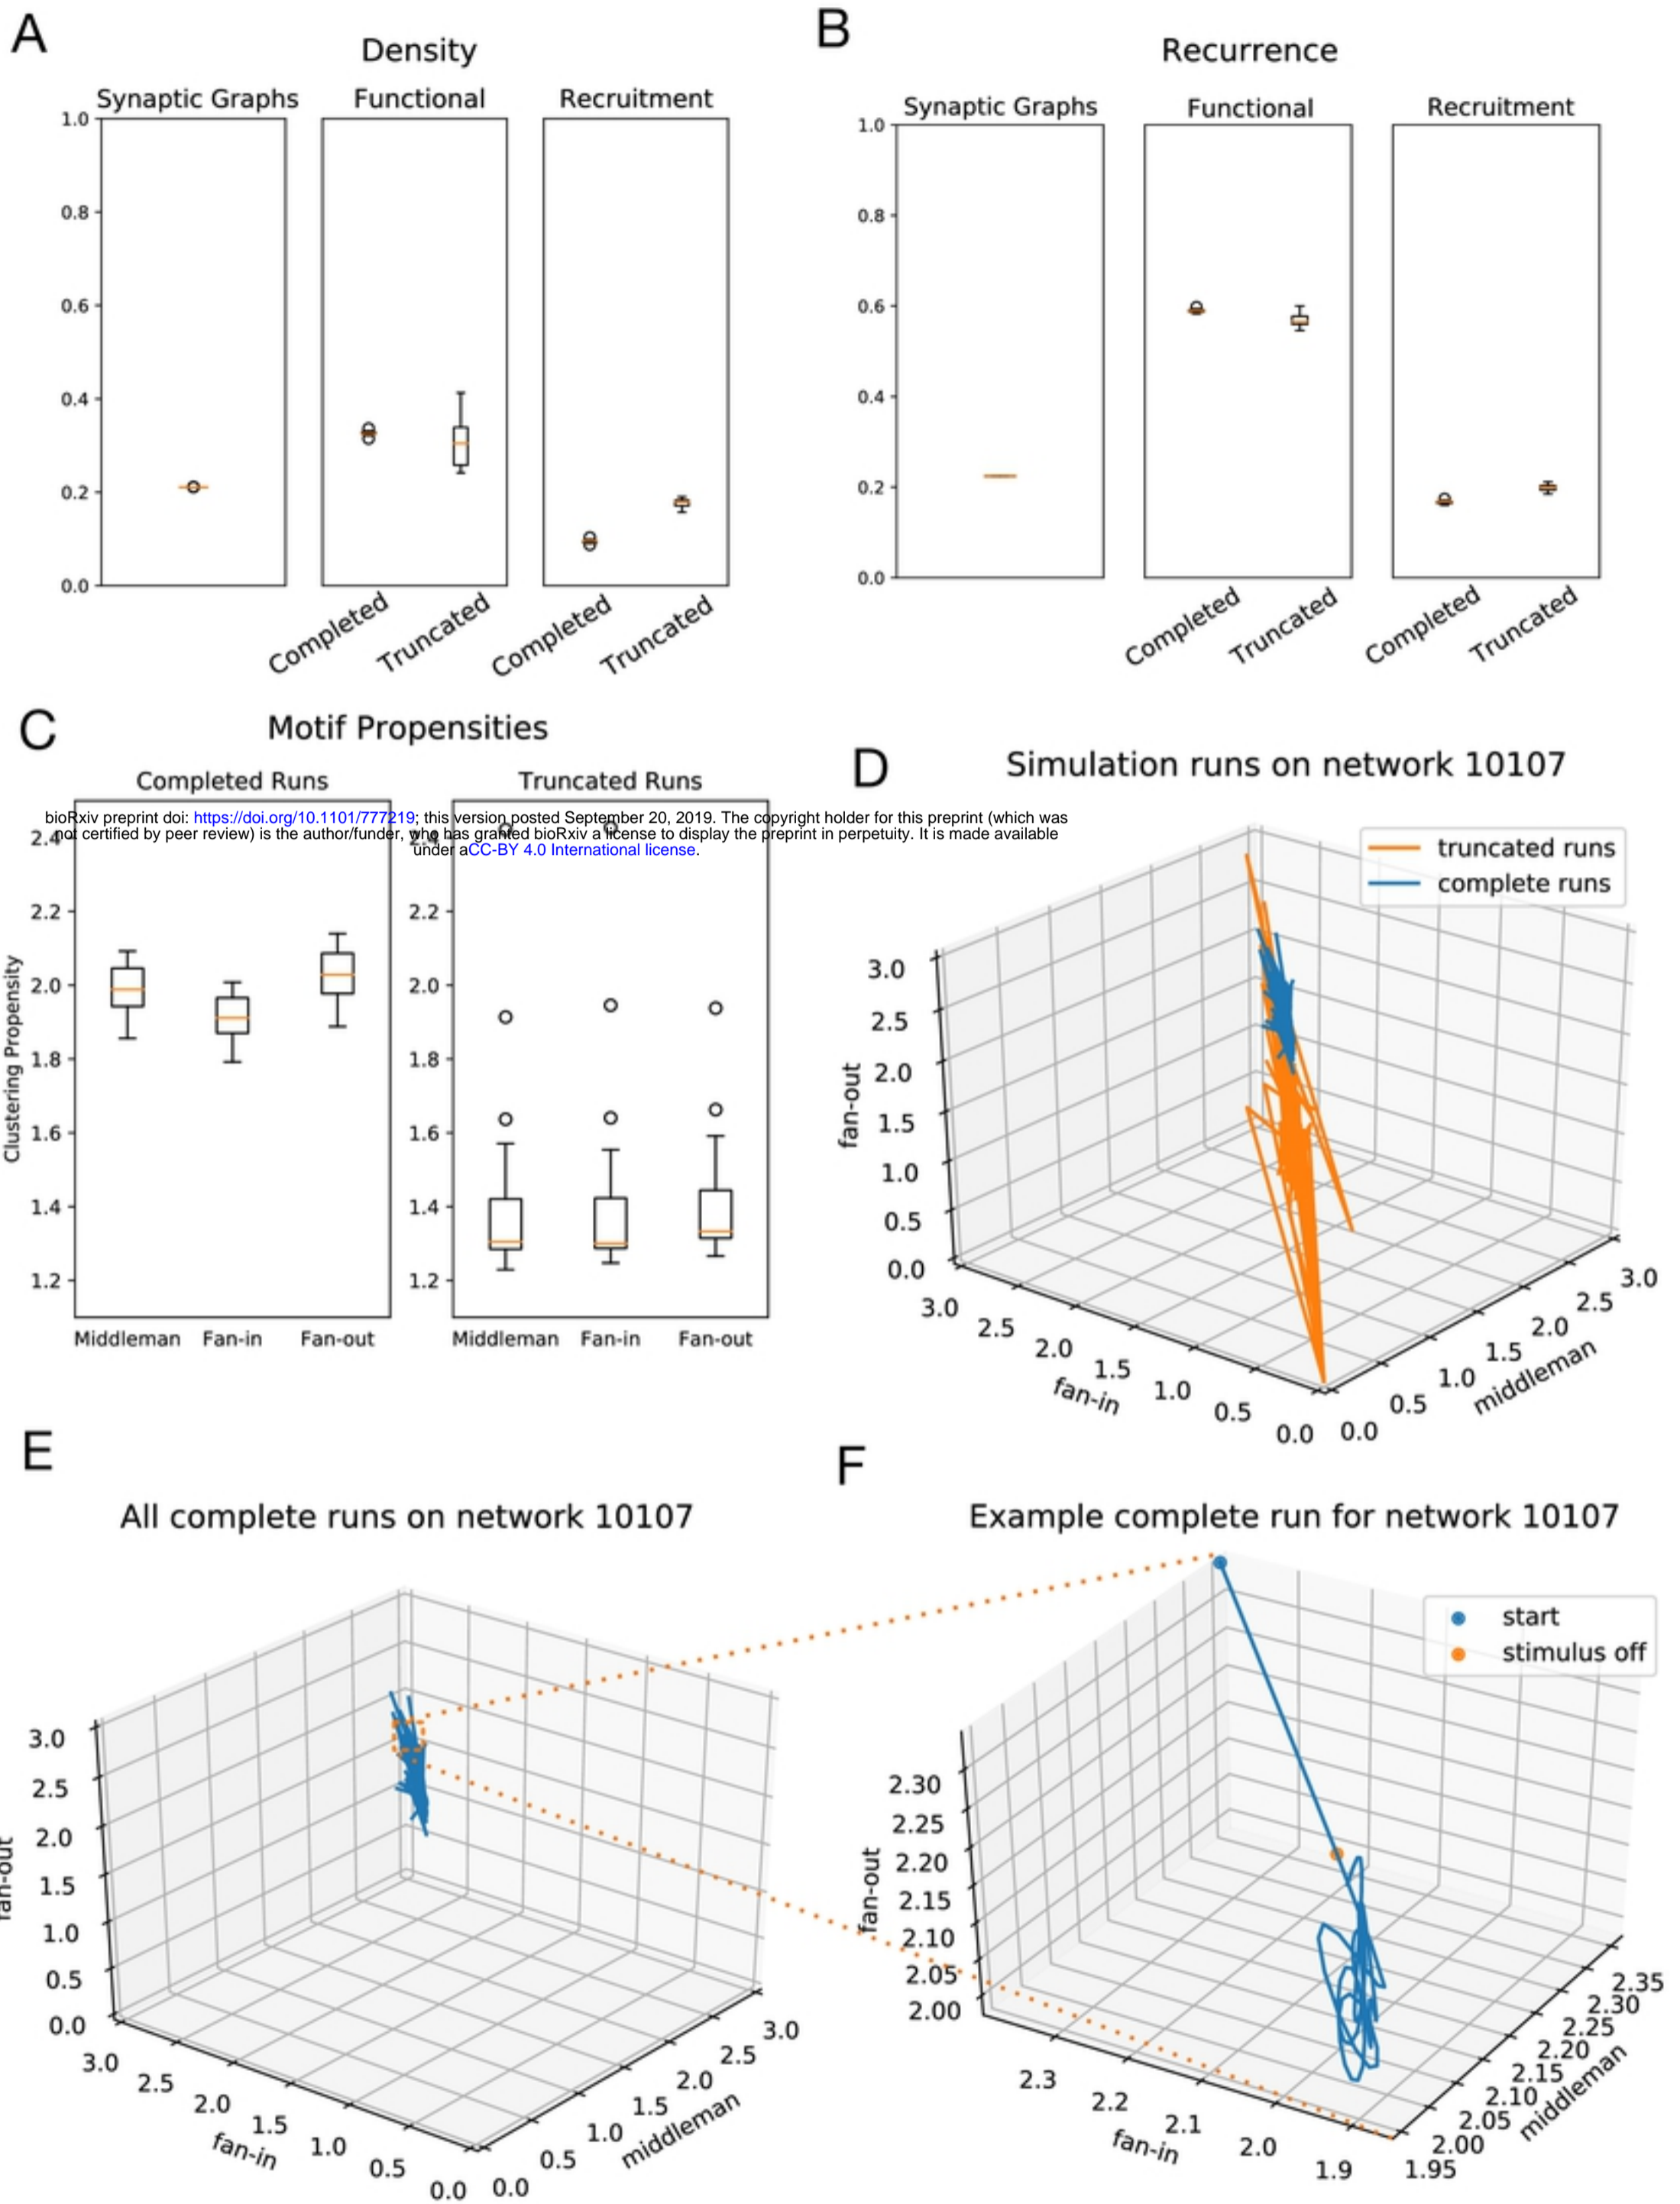 A
Density
Synaptic Graphs
Functional
Recruitment
1.0
0.8
0.6
0.4
0.2
0.0
Completed
Truncated
Completed
Truncated
B
Recurrence
Synaptic Graphs
Functional
Recruitment
1.0
0.8
0.6
0.4
0.2
0.0
Completed
Truncated
Completed
Truncated
C
Motif Propensities
Completed Runs
Truncated Runs
bioRxiv preprint doi: https://doi.org/10.1101/777219; this version posted September 20, 2019. The copyright holder for this preprint (which was
not certified by peer review) is the author/funder, who has granted bioRxiv a license to display the preprint in perpetuity. It is made available
under aCC-BY 4.0 International license.
Clustering Propensity
2.4
2.2
2.0
1.8
1.6
1.4
1.2
Middleman
Fan-in
Fan-out
2.4
2.2
2.0
1.8
1.6
1.4
1.2
Middleman
Fan-in
Fan-out
D
Simulation runs on network 10107
truncated runs
complete runs
fan-out
3.0
2.5
2.0
1.5
1.0
0.5
0.0
3.0
2.5
2.0
1.5
1.0
0.5
0.0
fan-in
0.0
0.5
1.0
1.5
2.0
2.5
3.0
middleman
E
All complete runs on network 10107
fan-out
3.0
2.5
2.0
1.5
1.0
0.5
0.0
3.0
2.5
2.0
1.5
1.0
0.5
0.0
fan-in
0.0
0.5
1.0
1.5
2.0
2.5
3.0
middleman
F
Example complete run for network 10107
start
stimulus off
fan-out
2.30
2.25
2.20
2.15
2.10
2.05
2.00
2.3
2.2
2.1
2.0
1.9
fan-in
1.95
2.00
2.05
2.10
2.15
2.20
2.25
2.30
2.35
middleman